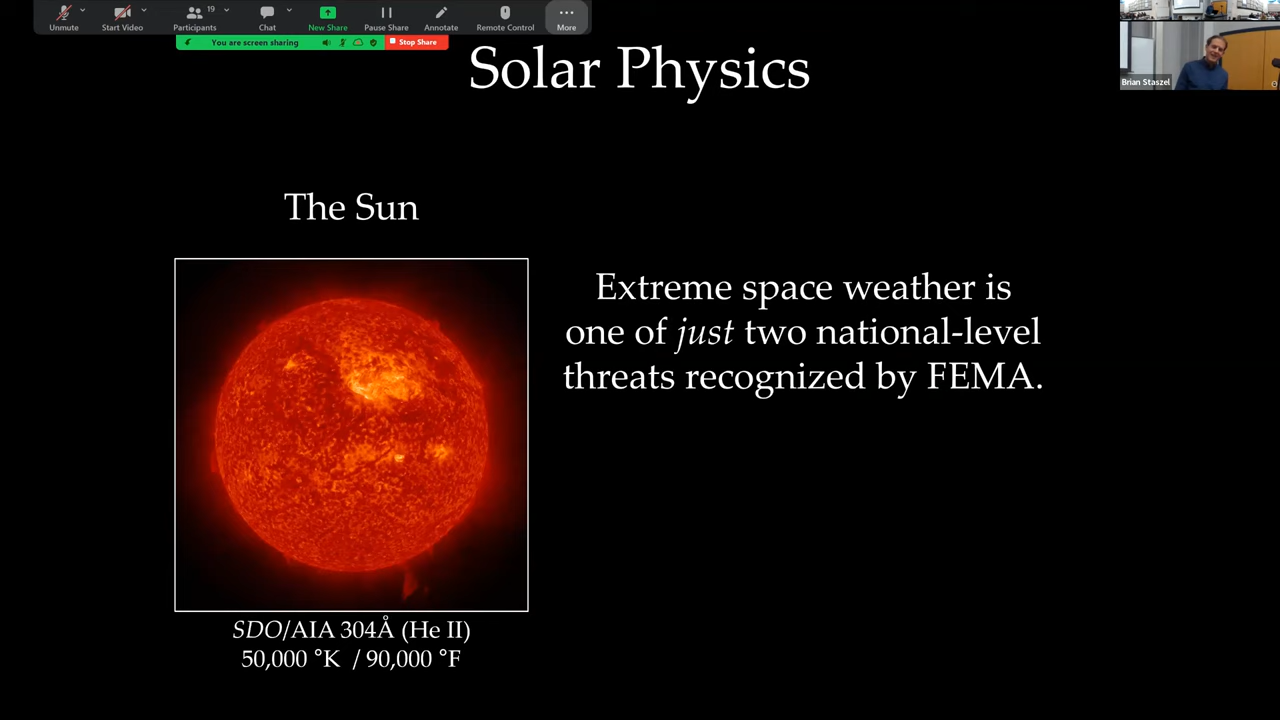 Unmute
Start Video
19
Participants
Chat
New Share
Pause Share
Annotate
Remote Control
More
You are screen sharing
Stop Share
Brian Staszel
Solar Physics
The Sun
Extreme space weather is
one of just two national-level
threats recognized by FEMA.
SDO/AIA 304Å (He II)
50,000 °K / 90,000 °F